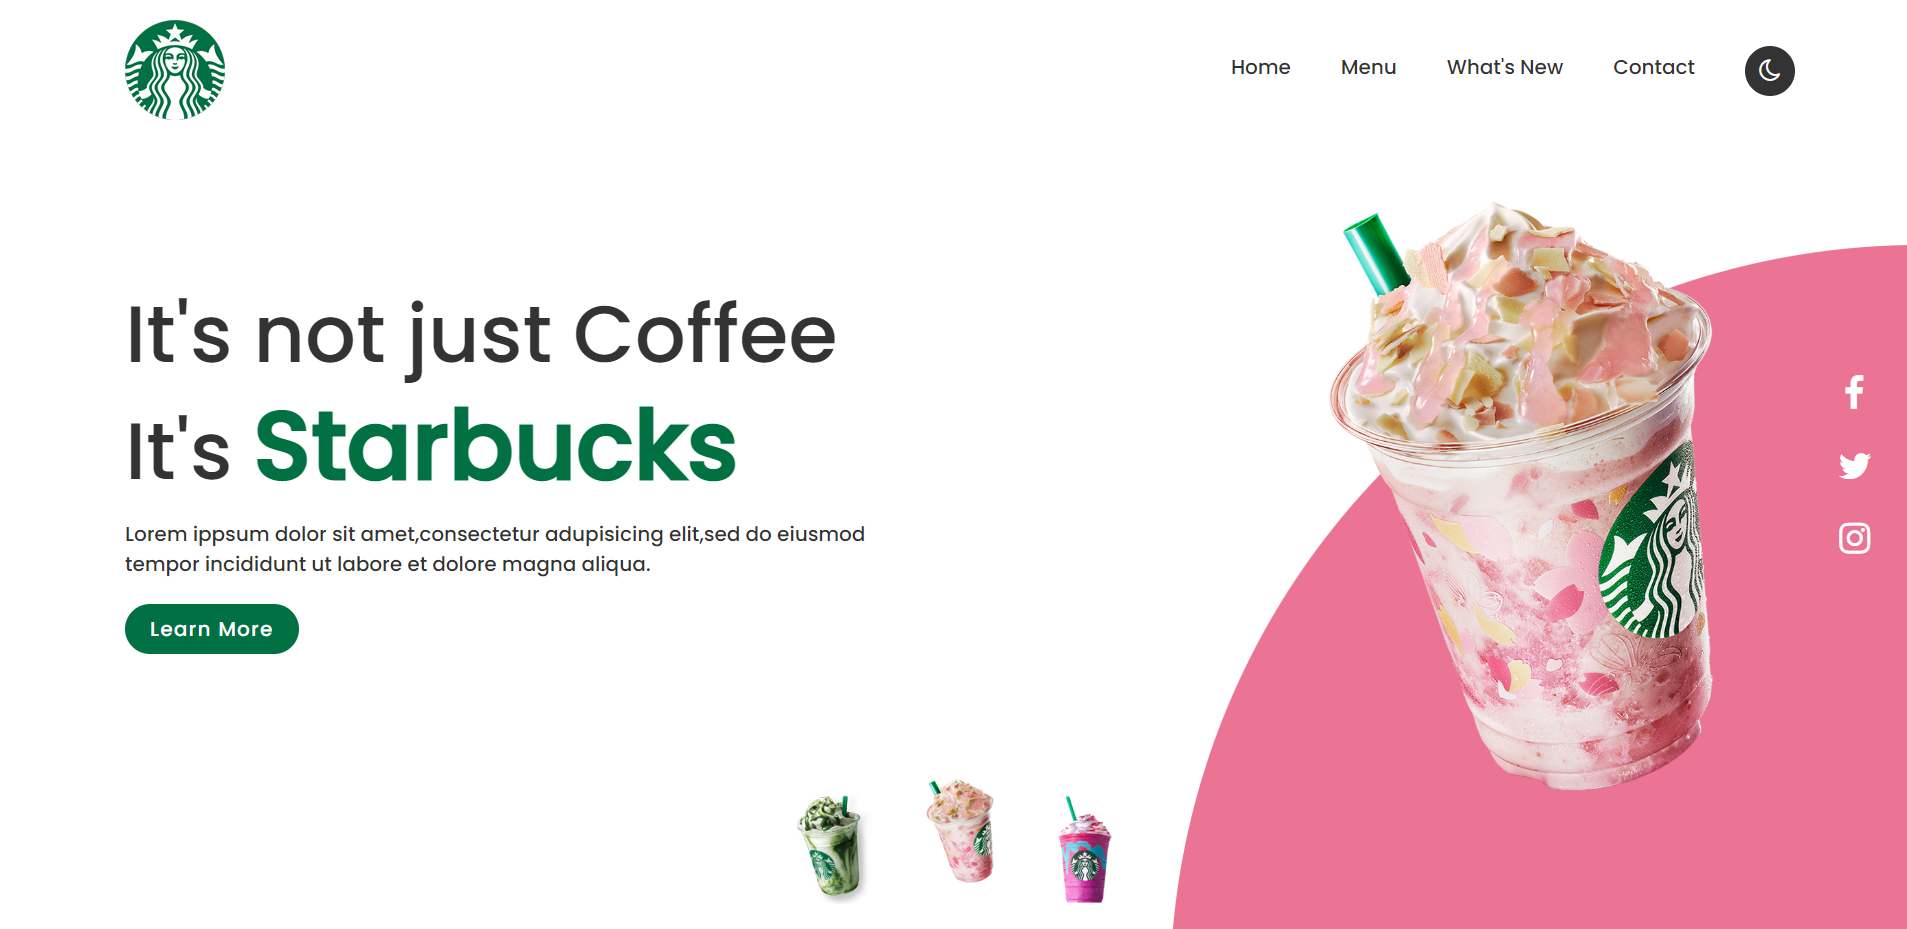 Home Menu What's New Contact
It's not just Coffee
It's Starbucks
Lorem ippsum dolor sit amet,consectetur adupisicing elit,sed do eiusmod
tempor incididunt ut labore et dolore magna aliqua.
Learn More